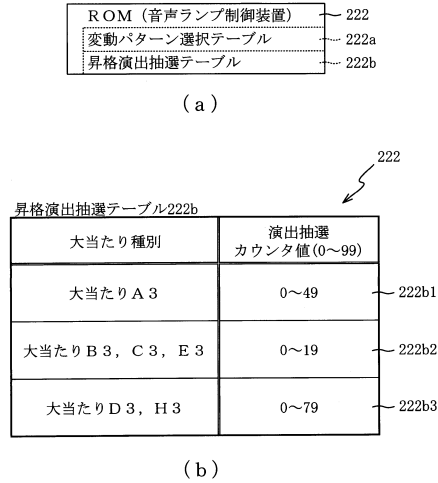 ROM(音声ランプ制御装置) 222
変動パターン選択テーブル 222a
昇格演出抽選テーブル 222b
(a)
222
昇格演出抽選テーブル222b
大当たり種別
演出抽選
カウンタ値(0〜99)
大当たりA3 0〜49 222b1
大当たりB3, C3, E3 0〜19 222b2
大当たりD3, H3 0〜79 222b3
(b)